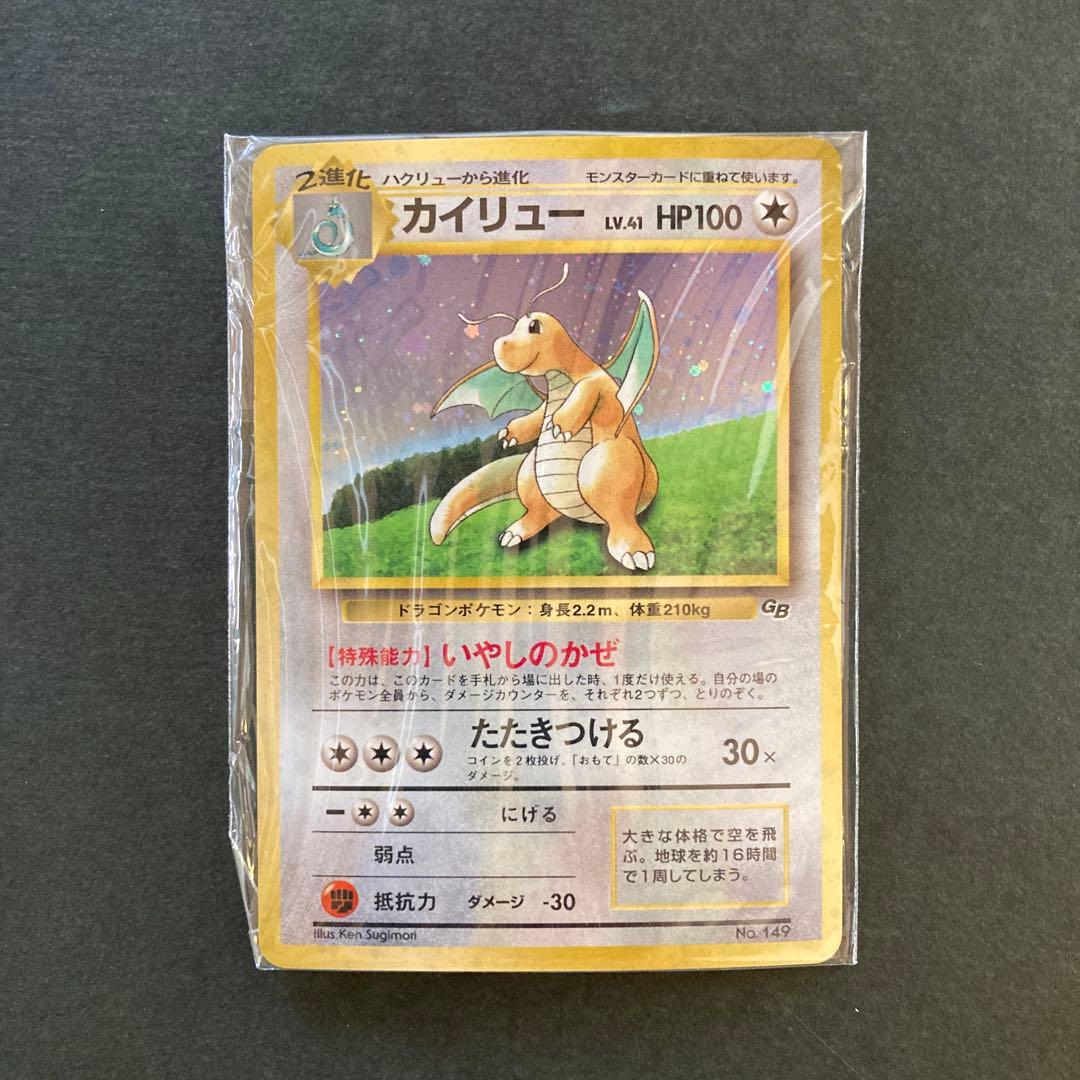 2進化 ハクリューから進化 モンスターカードに重ねて使います。
カイリュー LV.41 HP100
ドラゴンポケモン：身長2.2m、体重210kg GB
【特殊能力】いやしのかぜ
この力は、このカードを手札から場に出した時、1度だけ使える。自分の場の
ポケモン全員から、ダメージカウンターを、それぞれ2つずつ、とりのぞく。
たたきつける 30×
コインを2枚投げ、「おもて」の数×30の
ダメージ。
ー にげる
弱点
抵抗力 ダメージ -30
大きな体格で空を飛
ぶ。地球を約16時間
で1周してしまう。
Illus.Ken Sugimori No. 149